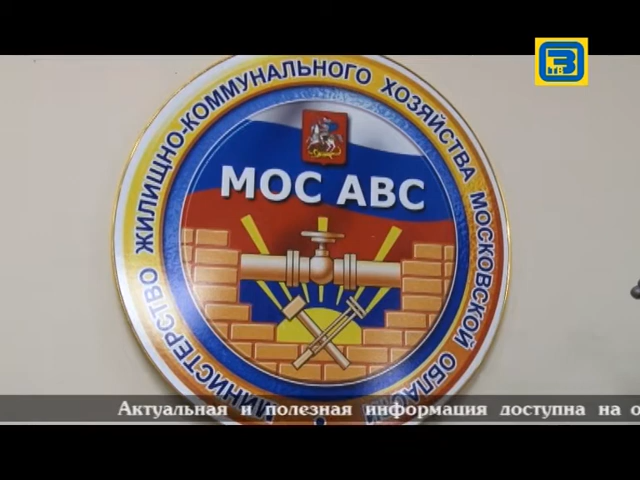 МИНИСТЕРСТВО ЖИЛИЩНО-КОММУНАЛЬНОГО ХОЗЯЙСТВА МОСКОВСКОЙ ОБЛАСТИ
МОС АВС
Актуальная и полезная информация доступна на о